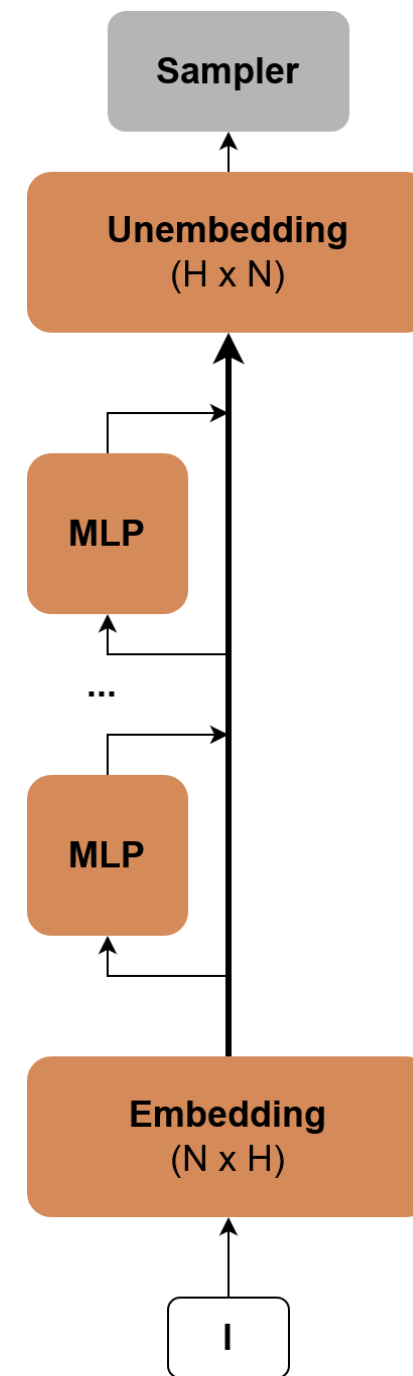 Sampler
Unembedding
(H x N)
MLP
...
MLP
Embedding
(N x H)
I